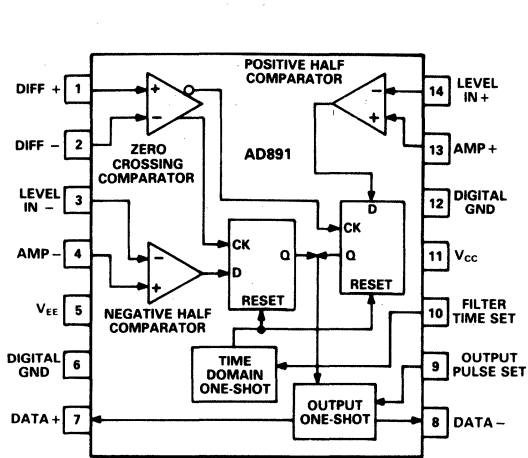 POSITIVE HALF
COMPARATOR
DIFF +
1
+
−
14
LEVEL
IN +
AD891
+
13
AMP +
DIFF −
2
−
ZERO
CROSSING
COMPARATOR
LEVEL
IN −
3
D
12
DIGITAL
GND
CK
AMP −
4
−
+
CK
D
Q
Q
11
VCC
RESET
RESET
VEE
5
NEGATIVE HALF
COMPARATOR
10
FILTER
TIME SET
DIGITAL
GND
6
TIME
DOMAIN
ONE-SHOT
9
OUTPUT
PULSE SET
DATA +
7
OUTPUT
ONE-SHOT
8
DATA −